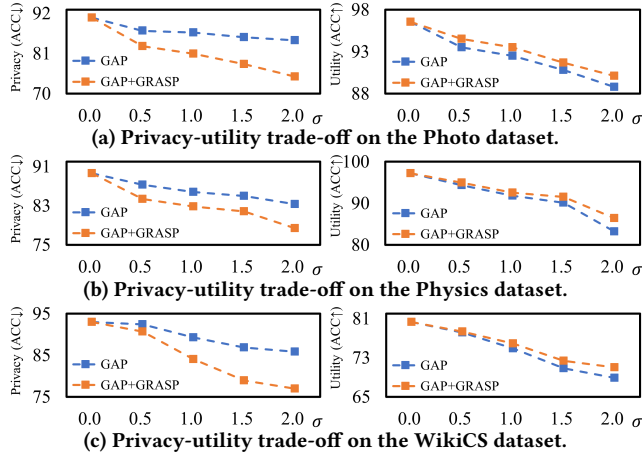 Privacy (ACC↓)
92
81
70
GAP
GAP+GRASP
0.0 0.5 1.0 1.5 2.0 σ
Utility (ACC↑)
98
93
88
GAP
GAP+GRASP
0.0 0.5 1.0 1.5 2.0 σ
(a) Privacy-utility trade-off on the Photo dataset.
Privacy (ACC↓)
91
83
75
GAP
GAP+GRASP
0.0 0.5 1.0 1.5 2.0 σ
Utility (ACC↑)
100
90
80
GAP
GAP+GRASP
0.0 0.5 1.0 1.5 2.0 σ
(b) Privacy-utility trade-off on the Physics dataset.
Privacy (ACC↓)
95
85
75
GAP
GAP+GRASP
0.0 0.5 1.0 1.5 2.0 σ
Utility (ACC↑)
81
73
65
GAP
GAP+GRASP
0.0 0.5 1.0 1.5 2.0 σ
(c) Privacy-utility trade-off on the WikiCS dataset.